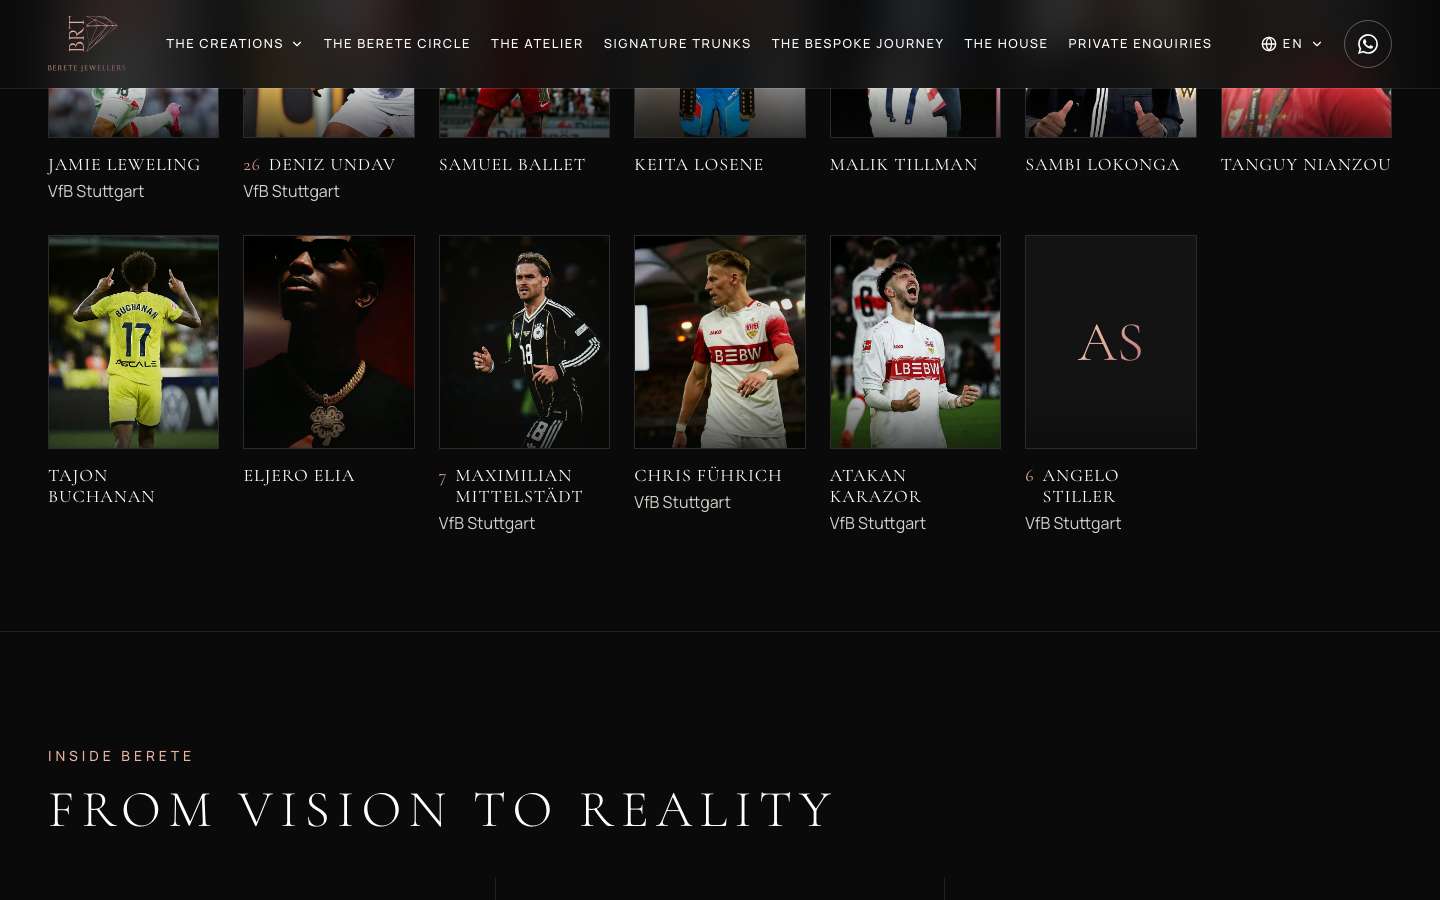 BRT
BERETE JEWELLERS
THE CREATIONS
THE BERETE CIRCLE
THE ATELIER
SIGNATURE TRUNKS
THE BESPOKE JOURNEY
THE HOUSE
PRIVATE ENQUIRIES
EN
JAMIE LEWELING
VfB Stuttgart
26 DENIZ UNDAV
VfB Stuttgart
SAMUEL BALLET
KEITA LOSENE
MALIK TILLMAN
SAMBI LOKONGA
TANGUY NIANZOU
BUCHANAN
17
18
JAKO
AS
TAJON
BUCHANAN
ELJERO ELIA
7 MAXIMILIAN
MITTELSTÄDT
VfB Stuttgart
CHRIS FÜHRICH
VfB Stuttgart
ATAKAN
KARAZOR
VfB Stuttgart
6 ANGELO
STILLER
VfB Stuttgart
INSIDE BERETE
FROM VISION TO REALITY